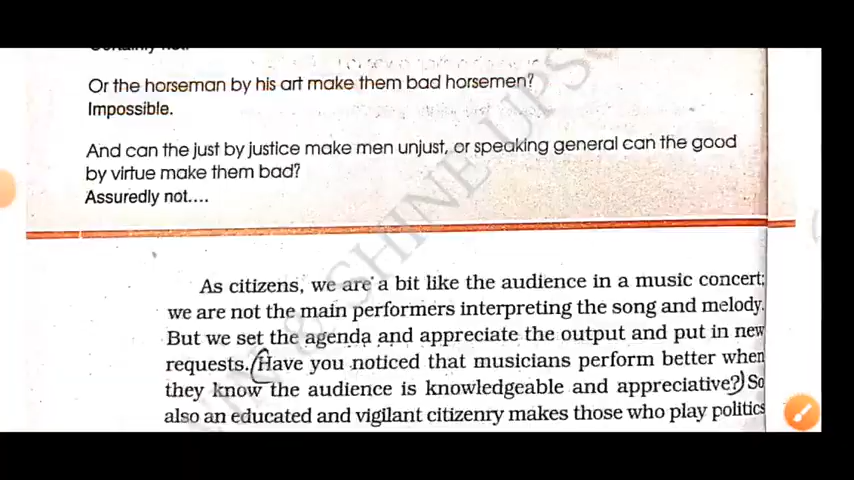 Certainly not.
Or the horseman by his art make them bad horsemen?
Impossible.
And can the just by justice make men unjust, or speaking general can the good
by virtue make them bad?
Assuredly not....
As citizens, we are a bit like the audience in a music concert;
we are not the main performers interpreting the song and melody.
But we set the agenda and appreciate the output and put in new
requests. (Have you noticed that musicians perform better when
they know the audience is knowledgeable and appreciative?) So
also an educated and vigilant citizenry makes those who play politics
& SHINE UPSC